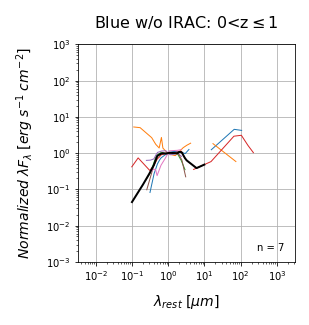 Blue w/o IRAC: 0<z≤1
Normalized λF_λ [erg s⁻¹ cm⁻²]
10³
10²
10¹
10⁰
10⁻¹
10⁻²
10⁻³
n = 7
10⁻² 10⁻¹ 10⁰ 10¹ 10² 10³
λ_rest [μm]